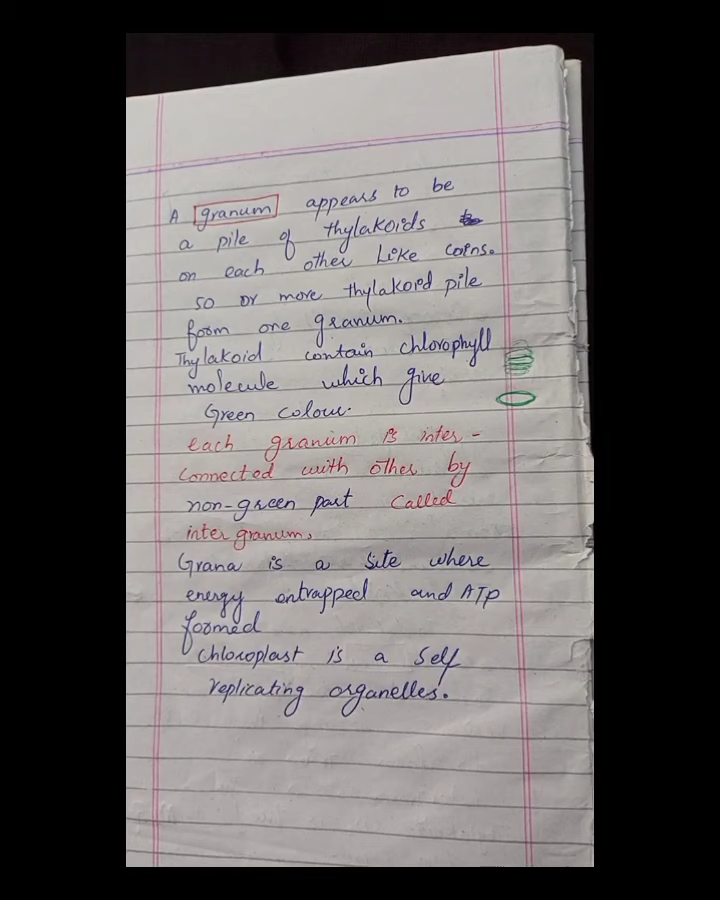 A granum appears to be
a pile of thylakoids
on each other Like coins.
so or more thylakoid pile
form one granum.
Thylakoid contain chlorophyll
molecule which give
Green colour.
each granum is inter-
connected with other by
non-green part called
inter granum.
Grana is a site where
energy entrapped and ATP
formed
chloroplast is a self
replicating organelles.